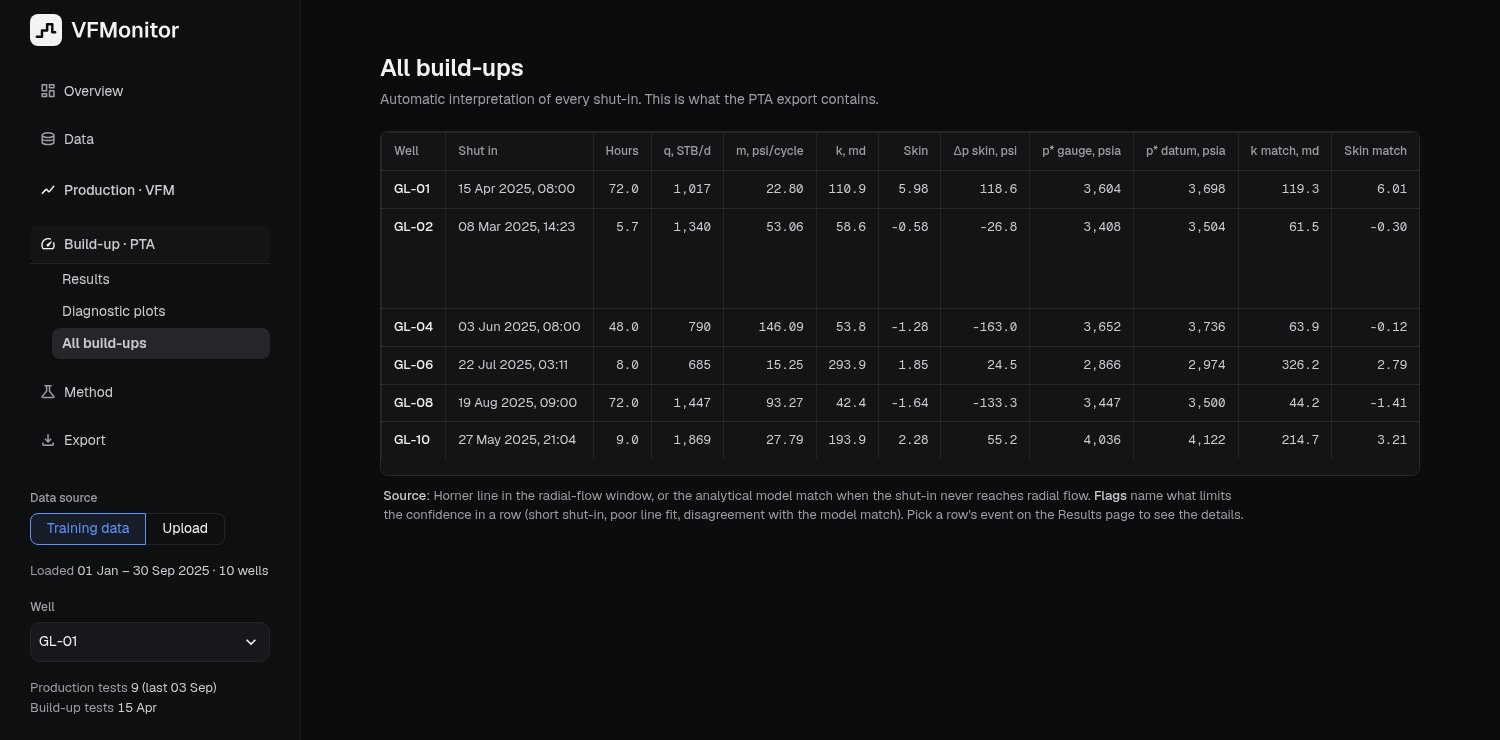 VFMonitor
Overview
Data
Production · VFM
Build-up · PTA
Results
Diagnostic plots
All build-ups
Method
Export
Data source
Training data Upload
Loaded 01 Jan – 30 Sep 2025 · 10 wells
Well
GL-01
Production tests 9 (last 03 Sep)
Build-up tests 15 Apr
All build-ups
Automatic interpretation of every shut-in. This is what the PTA export contains.
Well Shut in Hours q, STB/d m, psi/cycle k, md Skin Δp skin, psi p* gauge, psia p* datum, psia k match, md Skin match
GL-01 15 Apr 2025, 08:00 72.0 1,017 22.80 110.9 5.98 118.6 3,604 3,698 119.3 6.01
GL-02 08 Mar 2025, 14:23 5.7 1,340 53.06 58.6 -0.58 -26.8 3,408 3,504 61.5 -0.30
GL-04 03 Jun 2025, 08:00 48.0 790 146.09 53.8 -1.28 -163.0 3,652 3,736 63.9 -0.12
GL-06 22 Jul 2025, 03:11 8.0 685 15.25 293.9 1.85 24.5 2,866 2,974 326.2 2.79
GL-08 19 Aug 2025, 09:00 72.0 1,447 93.27 42.4 -1.64 -133.3 3,447 3,500 44.2 -1.41
GL-10 27 May 2025, 21:04 9.0 1,869 27.79 193.9 2.28 55.2 4,036 4,122 214.7 3.21
Source: Horner line in the radial-flow window, or the analytical model match when the shut-in never reaches radial flow. Flags name what limits
the confidence in a row (short shut-in, poor line fit, disagreement with the model match). Pick a row's event on the Results page to see the details.